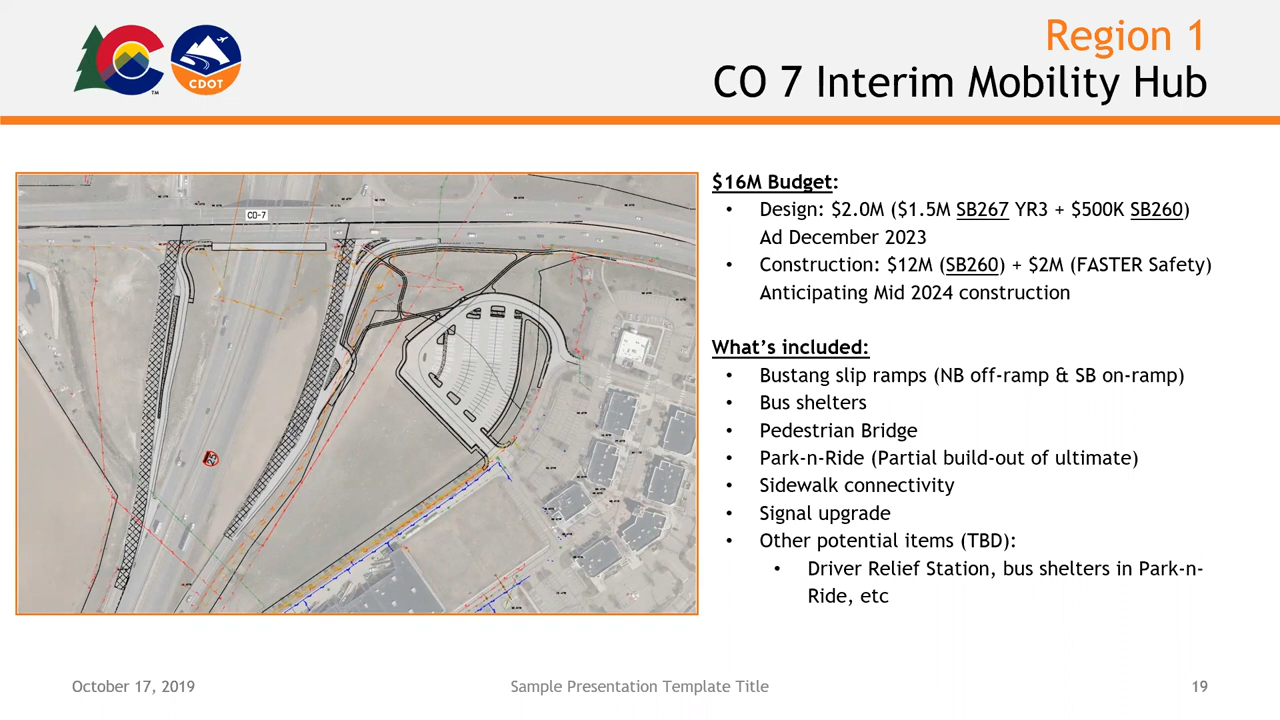 Region 1
CO 7 Interim Mobility Hub
TM
CDOT
CO-7
25
$16M Budget:
• Design: $2.0M ($1.5M SB267 YR3 + $500K SB260)
Ad December 2023
• Construction: $12M (SB260) + $2M (FASTER Safety)
Anticipating Mid 2024 construction
What’s included:
• Bustang slip ramps (NB off-ramp & SB on-ramp)
• Bus shelters
• Pedestrian Bridge
• Park-n-Ride (Partial build-out of ultimate)
• Sidewalk connectivity
• Signal upgrade
• Other potential items (TBD):
• Driver Relief Station, bus shelters in Park-n-
Ride, etc
October 17, 2019
Sample Presentation Template Title
19